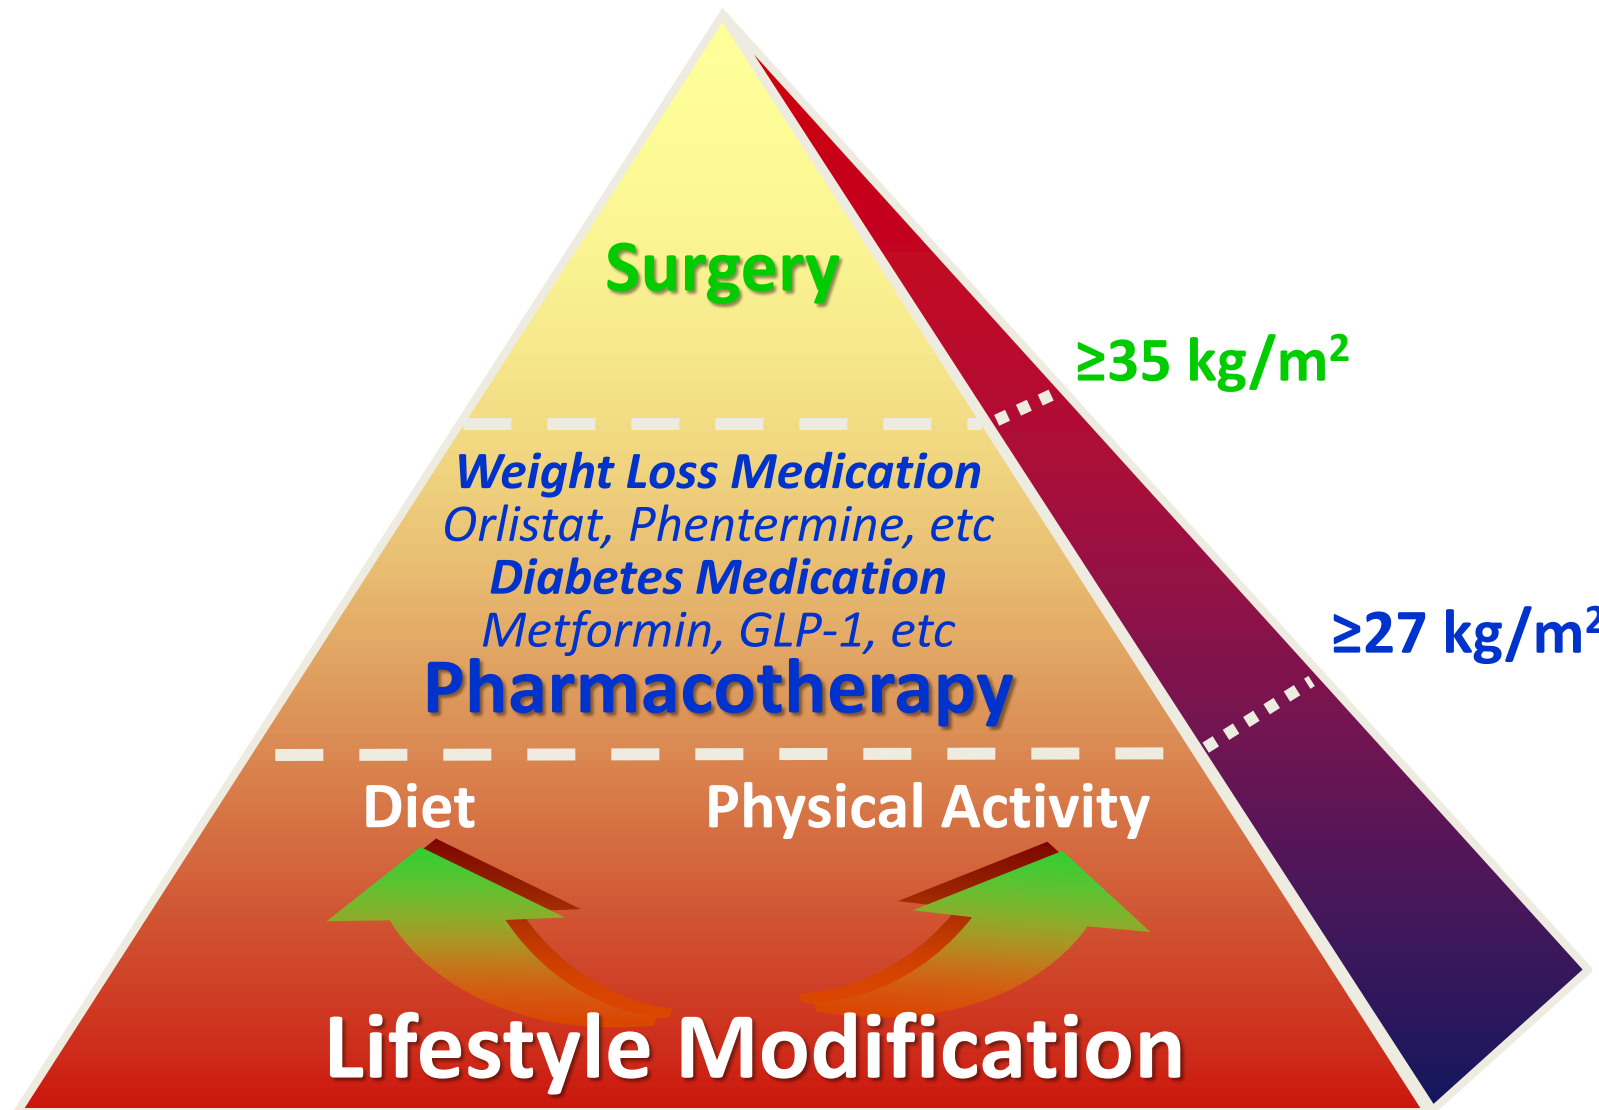 Surgery
≥35 kg/m²
Weight Loss Medication
Orlistat, Phentermine, etc
Diabetes Medication
Metformin, GLP-1, etc
≥27 kg/m²
Pharmacotherapy
Diet
Physical Activity
Lifestyle Modification